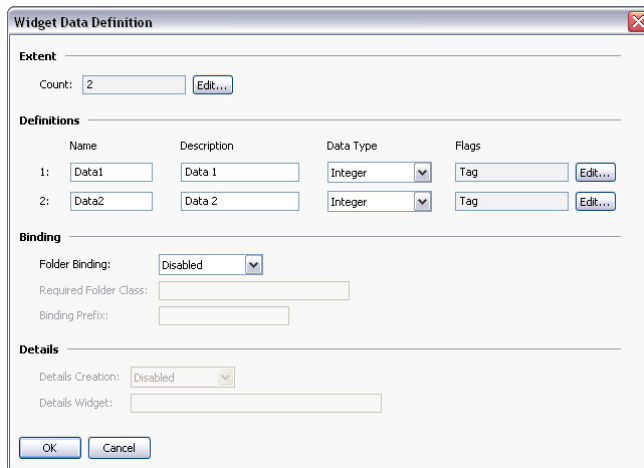 Widget Data Definition
Extent
Count: 2 Edit...
Definitions
Name Description Data Type Flags
1: Data1 Data 1 Integer Tag Edit...
2: Data2 Data 2 Integer Tag Edit...
Binding
Folder Binding: Disabled
Required Folder Class:
Binding Prefix:
Details
Details Creation: Disabled
Details Widget:
OK Cancel